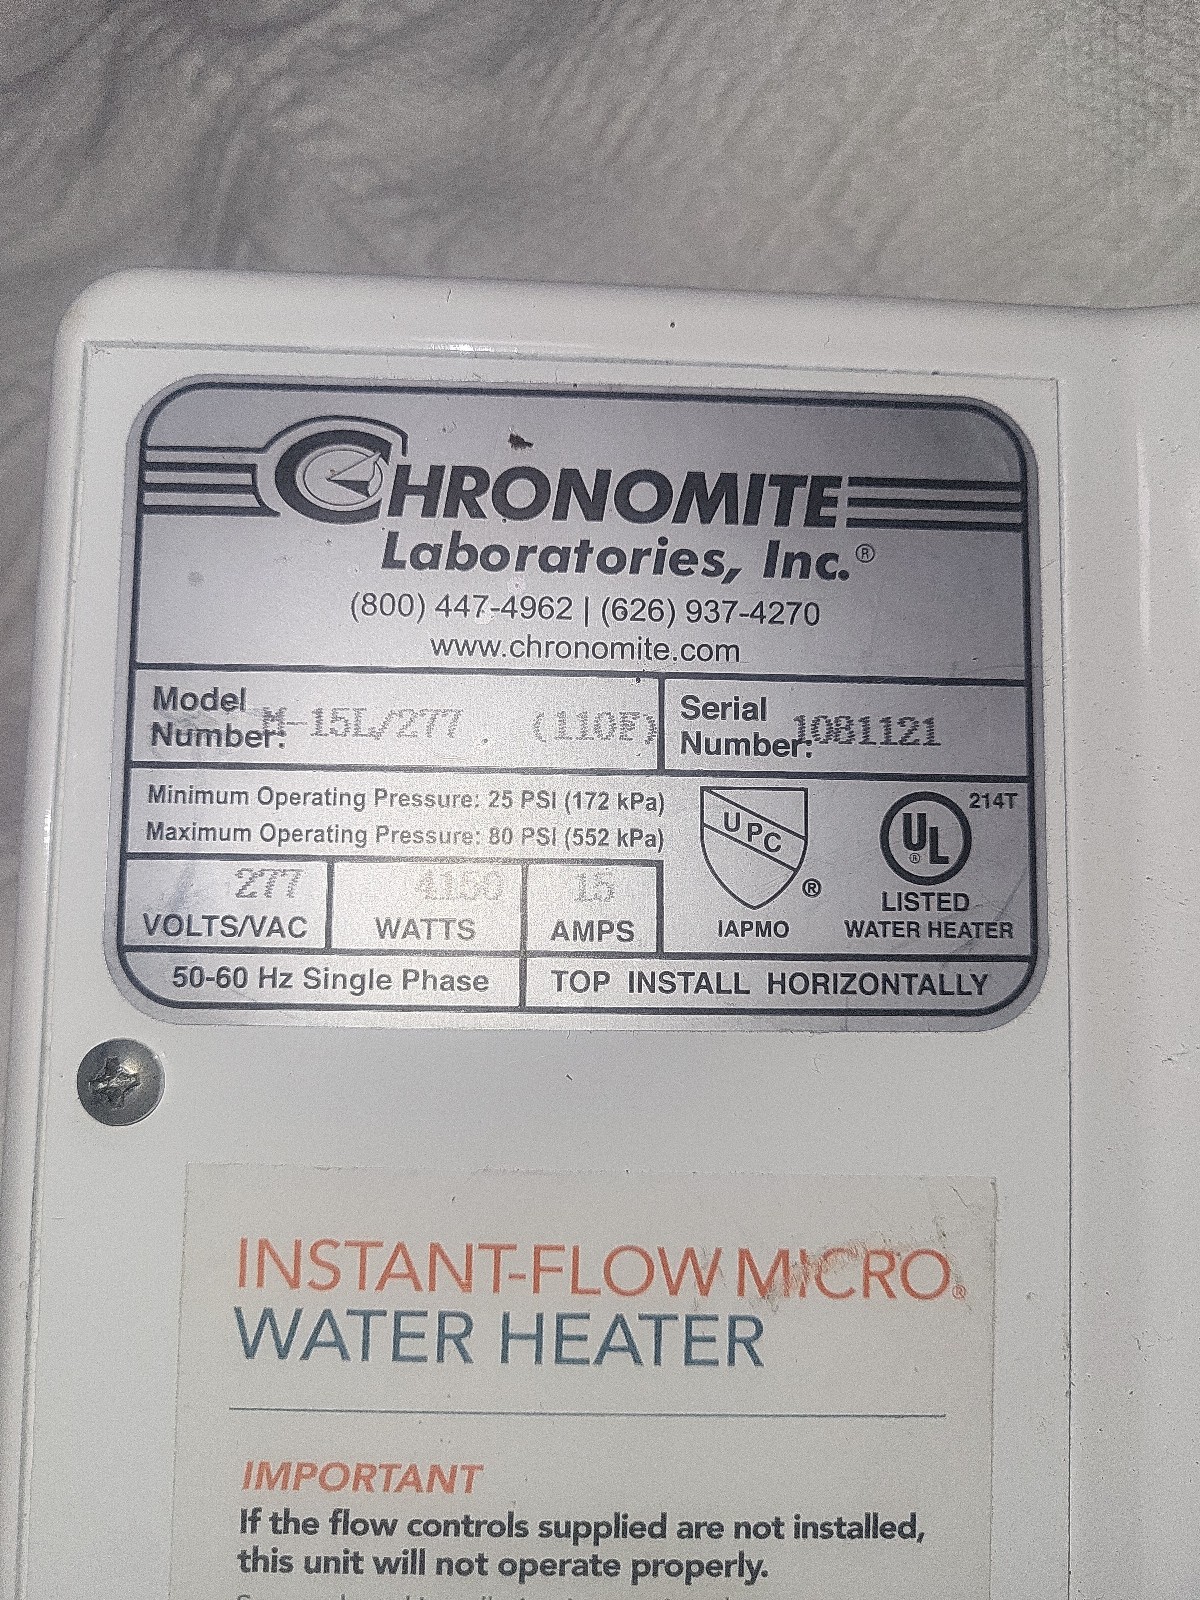 CHRONOMITE
Laboratories, Inc.®
(800) 447-4962 | (626) 937-4270
www.chronomite.com
Model Number: M-15L/277 (110F)
Serial Number: 1081121
Minimum Operating Pressure: 25 PSI (172 kPa)
Maximum Operating Pressure: 80 PSI (552 kPa)
UPC ®
IAPMO
UL ® 214T
LISTED
WATER HEATER
277 VOLTS/VAC
4150 WATTS
15 AMPS
50-60 Hz Single Phase
TOP INSTALL HORIZONTALLY
INSTANT-FLOW MICRO®
WATER HEATER
IMPORTANT
If the flow controls supplied are not installed,
this unit will not operate properly.